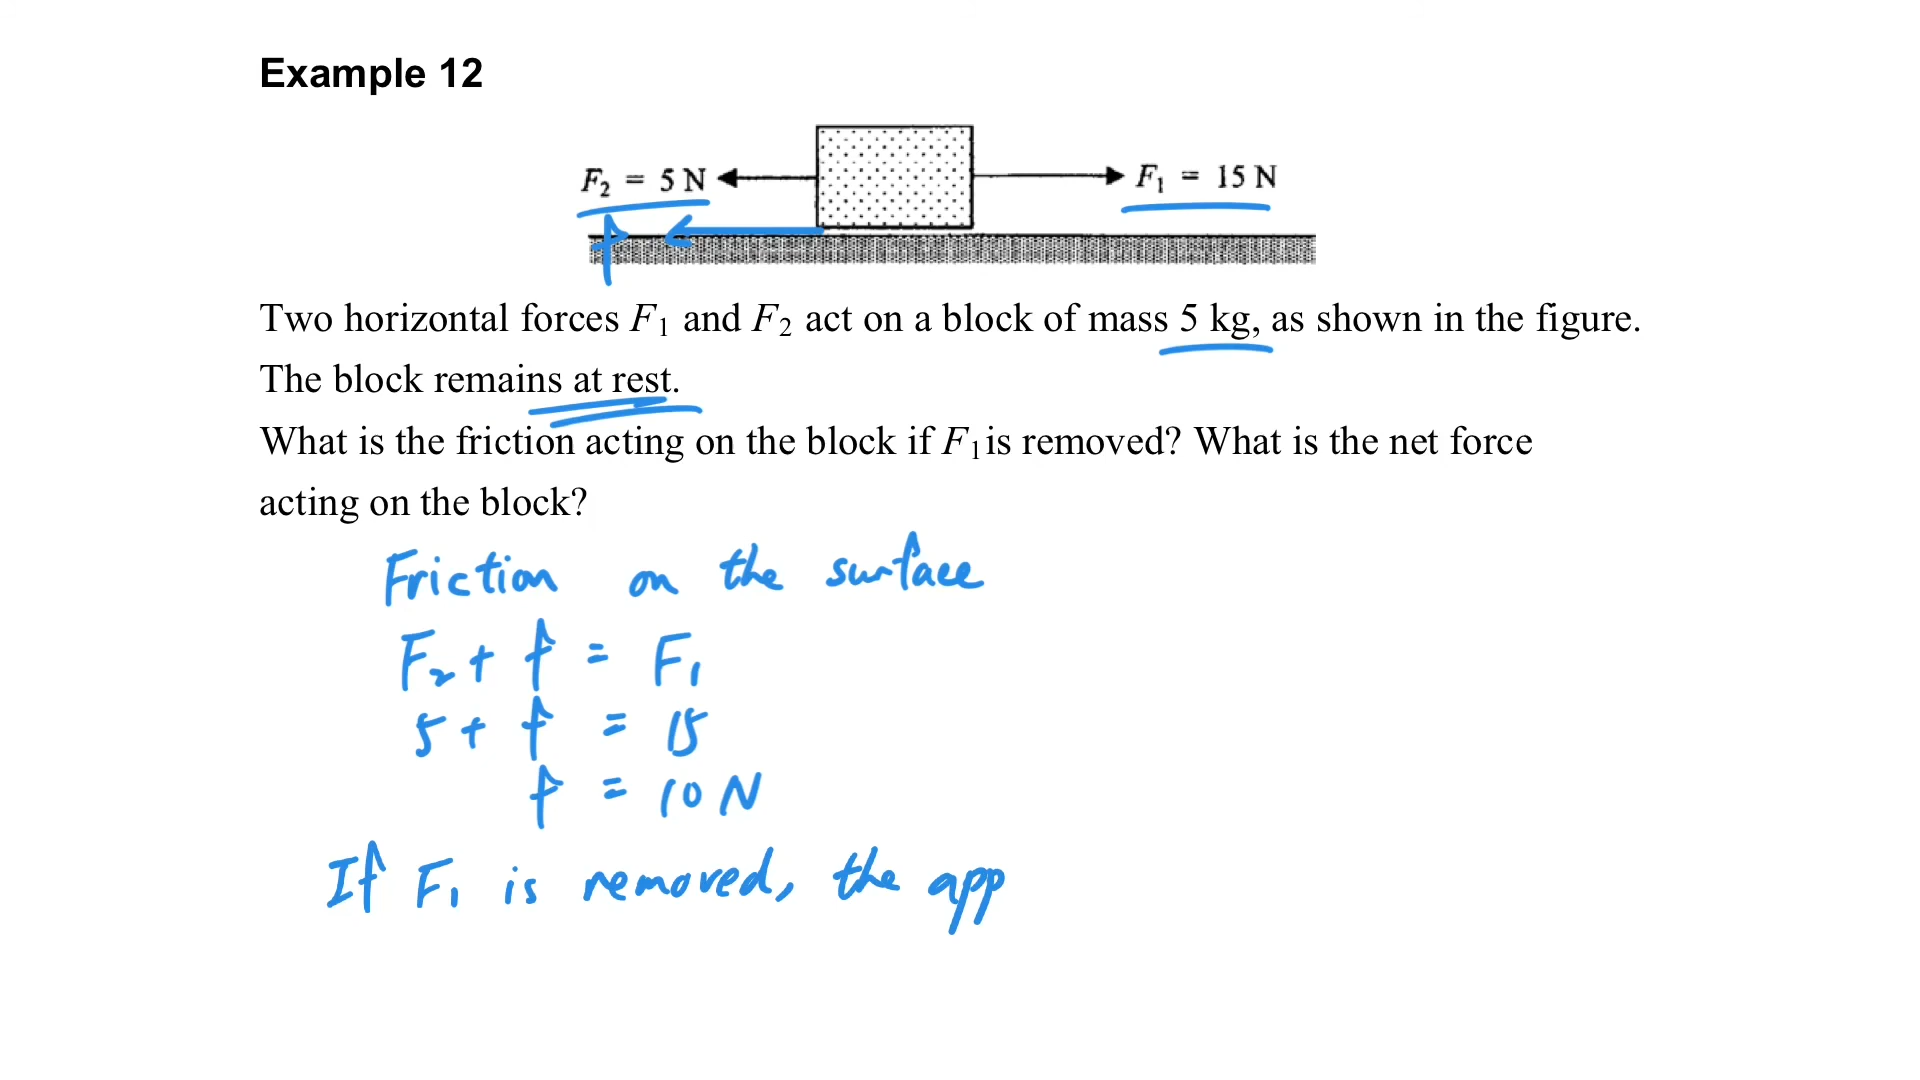 Example 12
F₂ = 5 N F₁ = 15 N
f
Two horizontal forces F₁ and F₂ act on a block of mass 5 kg, as shown in the figure.
The block remains at rest.
What is the friction acting on the block if F₁ is removed? What is the net force
acting on the block?
Friction on the surface
F₂ + f = F₁
5 + f = 15
f = 10 N
If F₁ is removed, the app